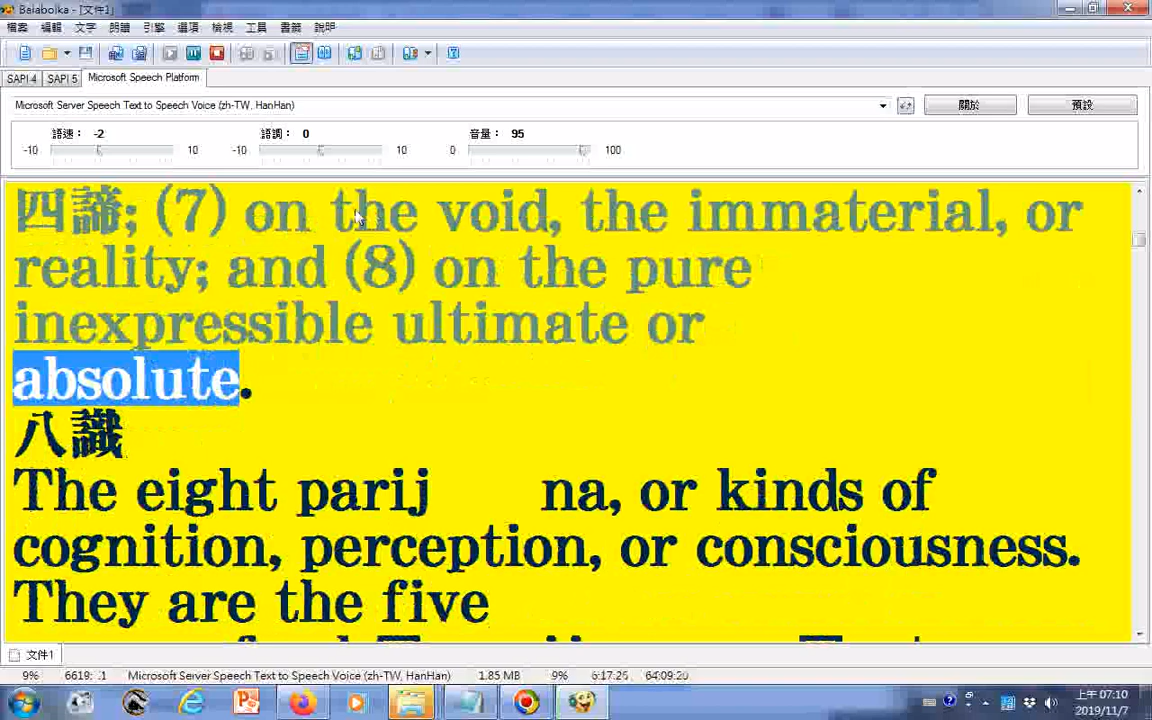 Balabolka - [文件1]
檔案 編輯 文字 朗讀 引擎 選項 檢視 工具 書籤 說明
SAPI 4 SAPI 5 Microsoft Speech Platform
Microsoft Server Speech Text to Speech Voice (zh-TW, HanHan) 關於 預設
語速： -2 語調： 0 音量： 95
-10 10 -10 10 0 100
四諦; (7) on the void, the immaterial, or
reality; and (8) on the pure
inexpressible ultimate or
absolute.
八識
The eight parij na, or kinds of
cognition, perception, or consciousness.
They are the five
文件1
9% 6619: 1 Microsoft Server Speech Text to Speech Voice (zh-TW, HanHan) 1.85 MB 9% 6:17:25 64:09:20
上午 07:10
2019/11/7